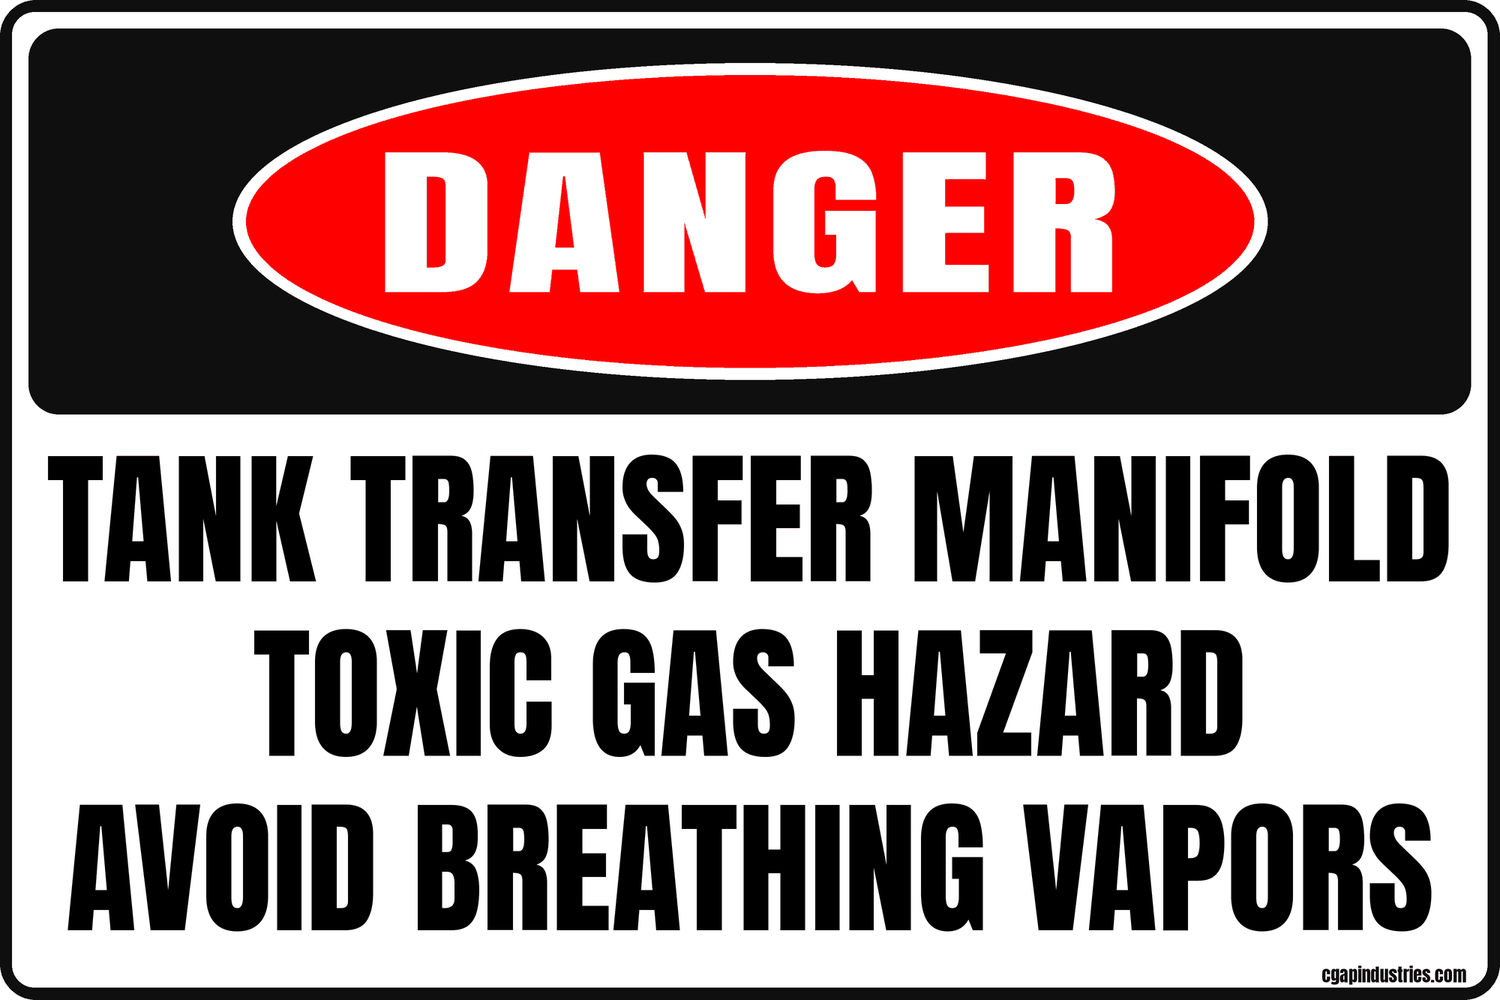 DANGER
TANK TRANSFER MANIFOLD
TOXIC GAS HAZARD
AVOID BREATHING VAPORS
cgapindustries.com